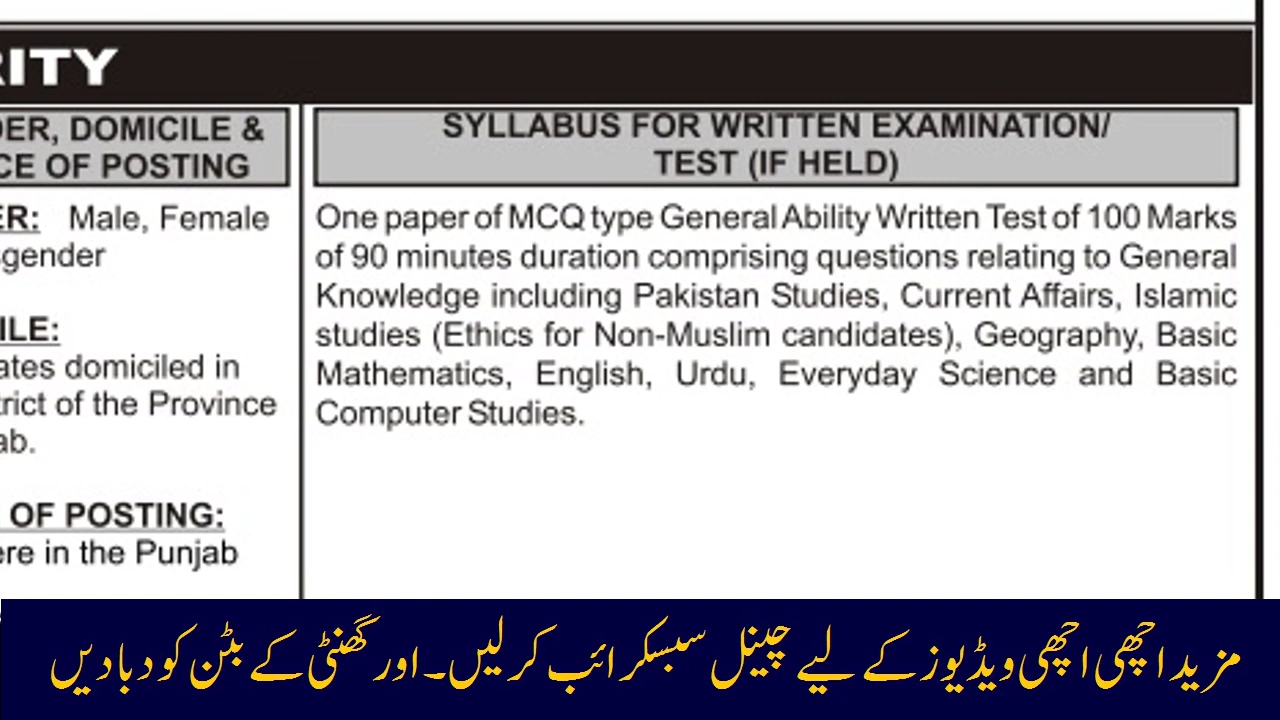 RITY
DER, DOMICILE &
CE OF POSTING
ER: Male, Female
sgender
ILE:
ates domiciled in
trict of the Province
ab.
OF POSTING:
ere in the Punjab
SYLLABUS FOR WRITTEN EXAMINATION/
TEST (IF HELD)
One paper of MCQ type General Ability Written Test of 100 Marks
of 90 minutes duration comprising questions relating to General
Knowledge including Pakistan Studies, Current Affairs, Islamic
studies (Ethics for Non-Muslim candidates), Geography, Basic
Mathematics, English, Urdu, Everyday Science and Basic
Computer Studies.
مزید اچھی اچھی ویڈیوز کے لیے چینل سبسکرائب کر لیں۔ اور گھنٹی کے بٹن کو دبا دیں